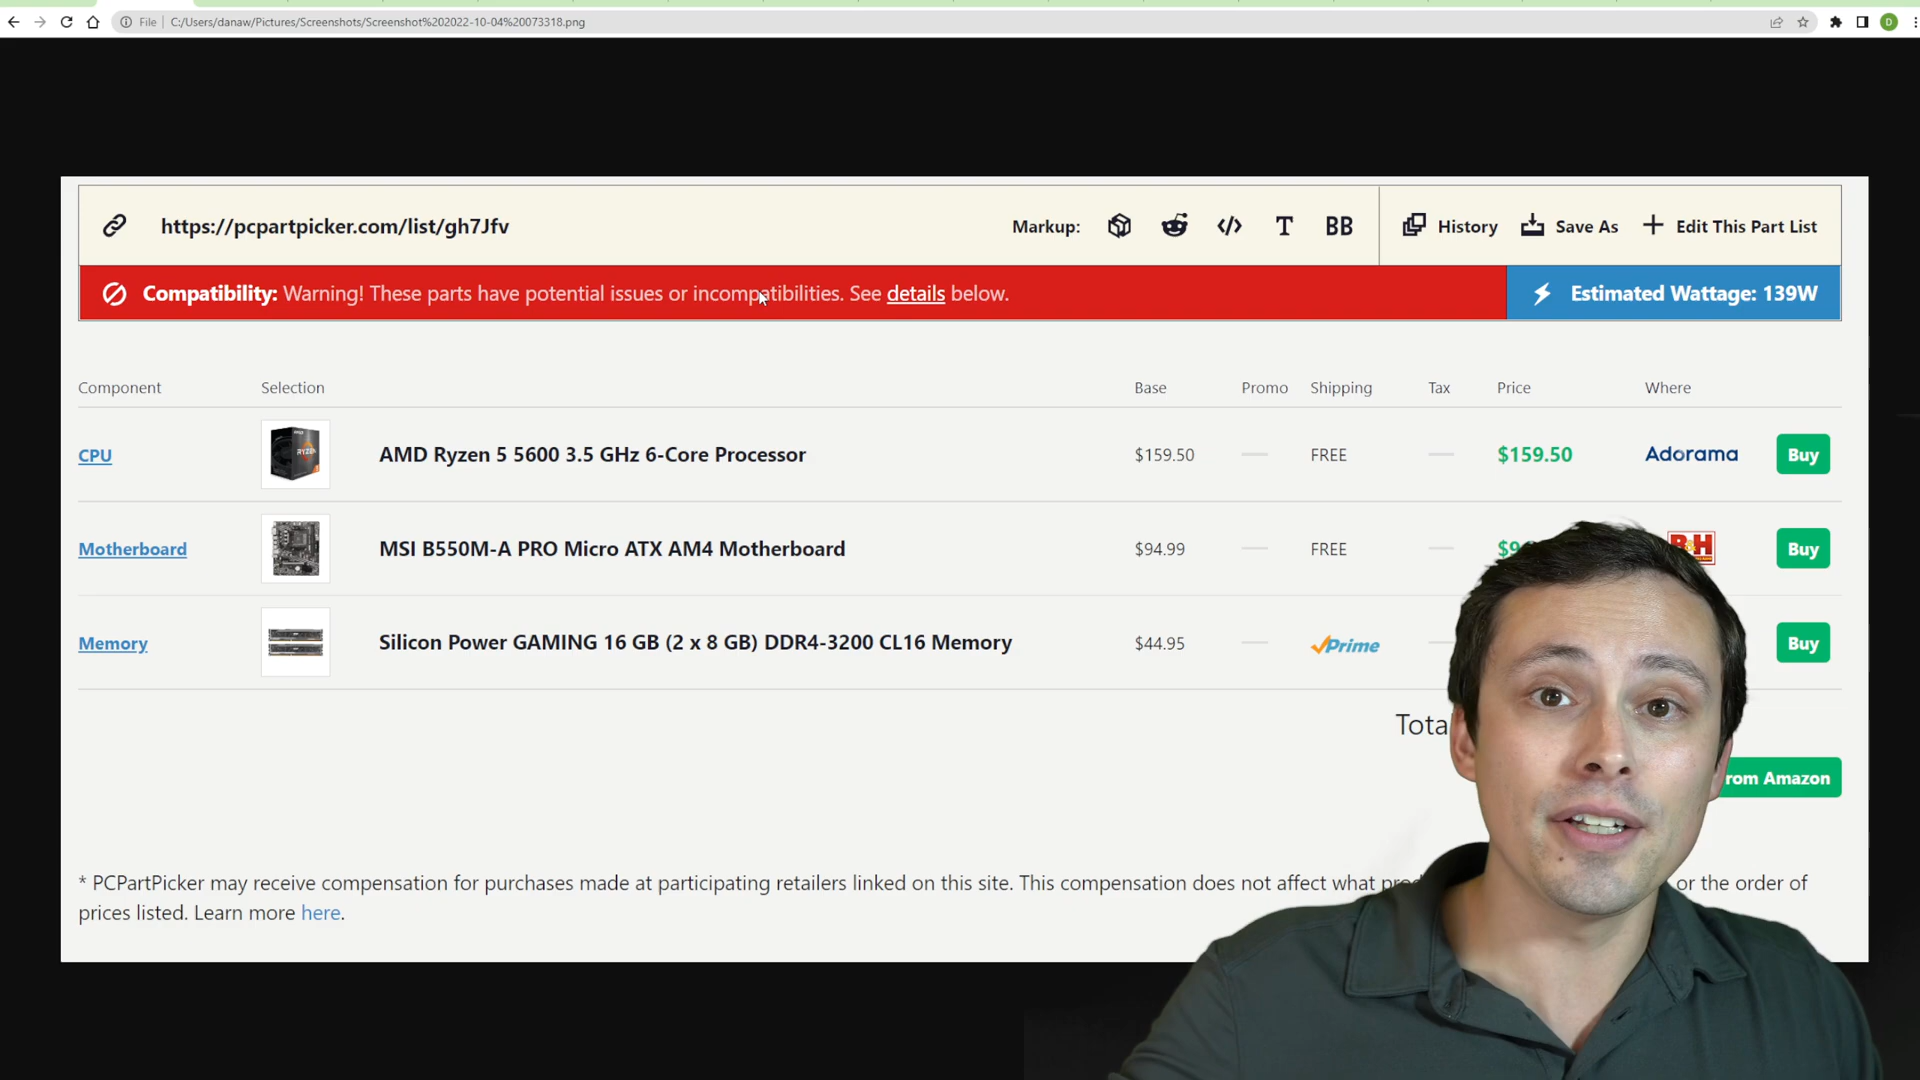 File C:/Users/danaw/Pictures/Screenshots/Screenshot%202022-10-04%20073318.png
D
https://pcpartpicker.com/list/gh7Jfv
Markup: T BB History Save As Edit This Part List
Compatibility: Warning! These parts have potential issues or incompatibilities. See details below.
Estimated Wattage: 139W
Component Selection Base Promo Shipping Tax Price Where
CPU AMD Ryzen 5 5600 3.5 GHz 6-Core Processor $159.50 FREE $159.50 Adorama Buy
RYZEN
Motherboard MSI B550M-A PRO Micro ATX AM4 Motherboard $94.99 FREE $9 B&H Buy
Memory Silicon Power GAMING 16 GB (2 x 8 GB) DDR4-3200 CL16 Memory $44.95 Prime Buy
Tota
rom Amazon
* PCPartPicker may receive compensation for purchases made at participating retailers linked on this site. This compensation does not affect what or the order of
prices listed. Learn more here.